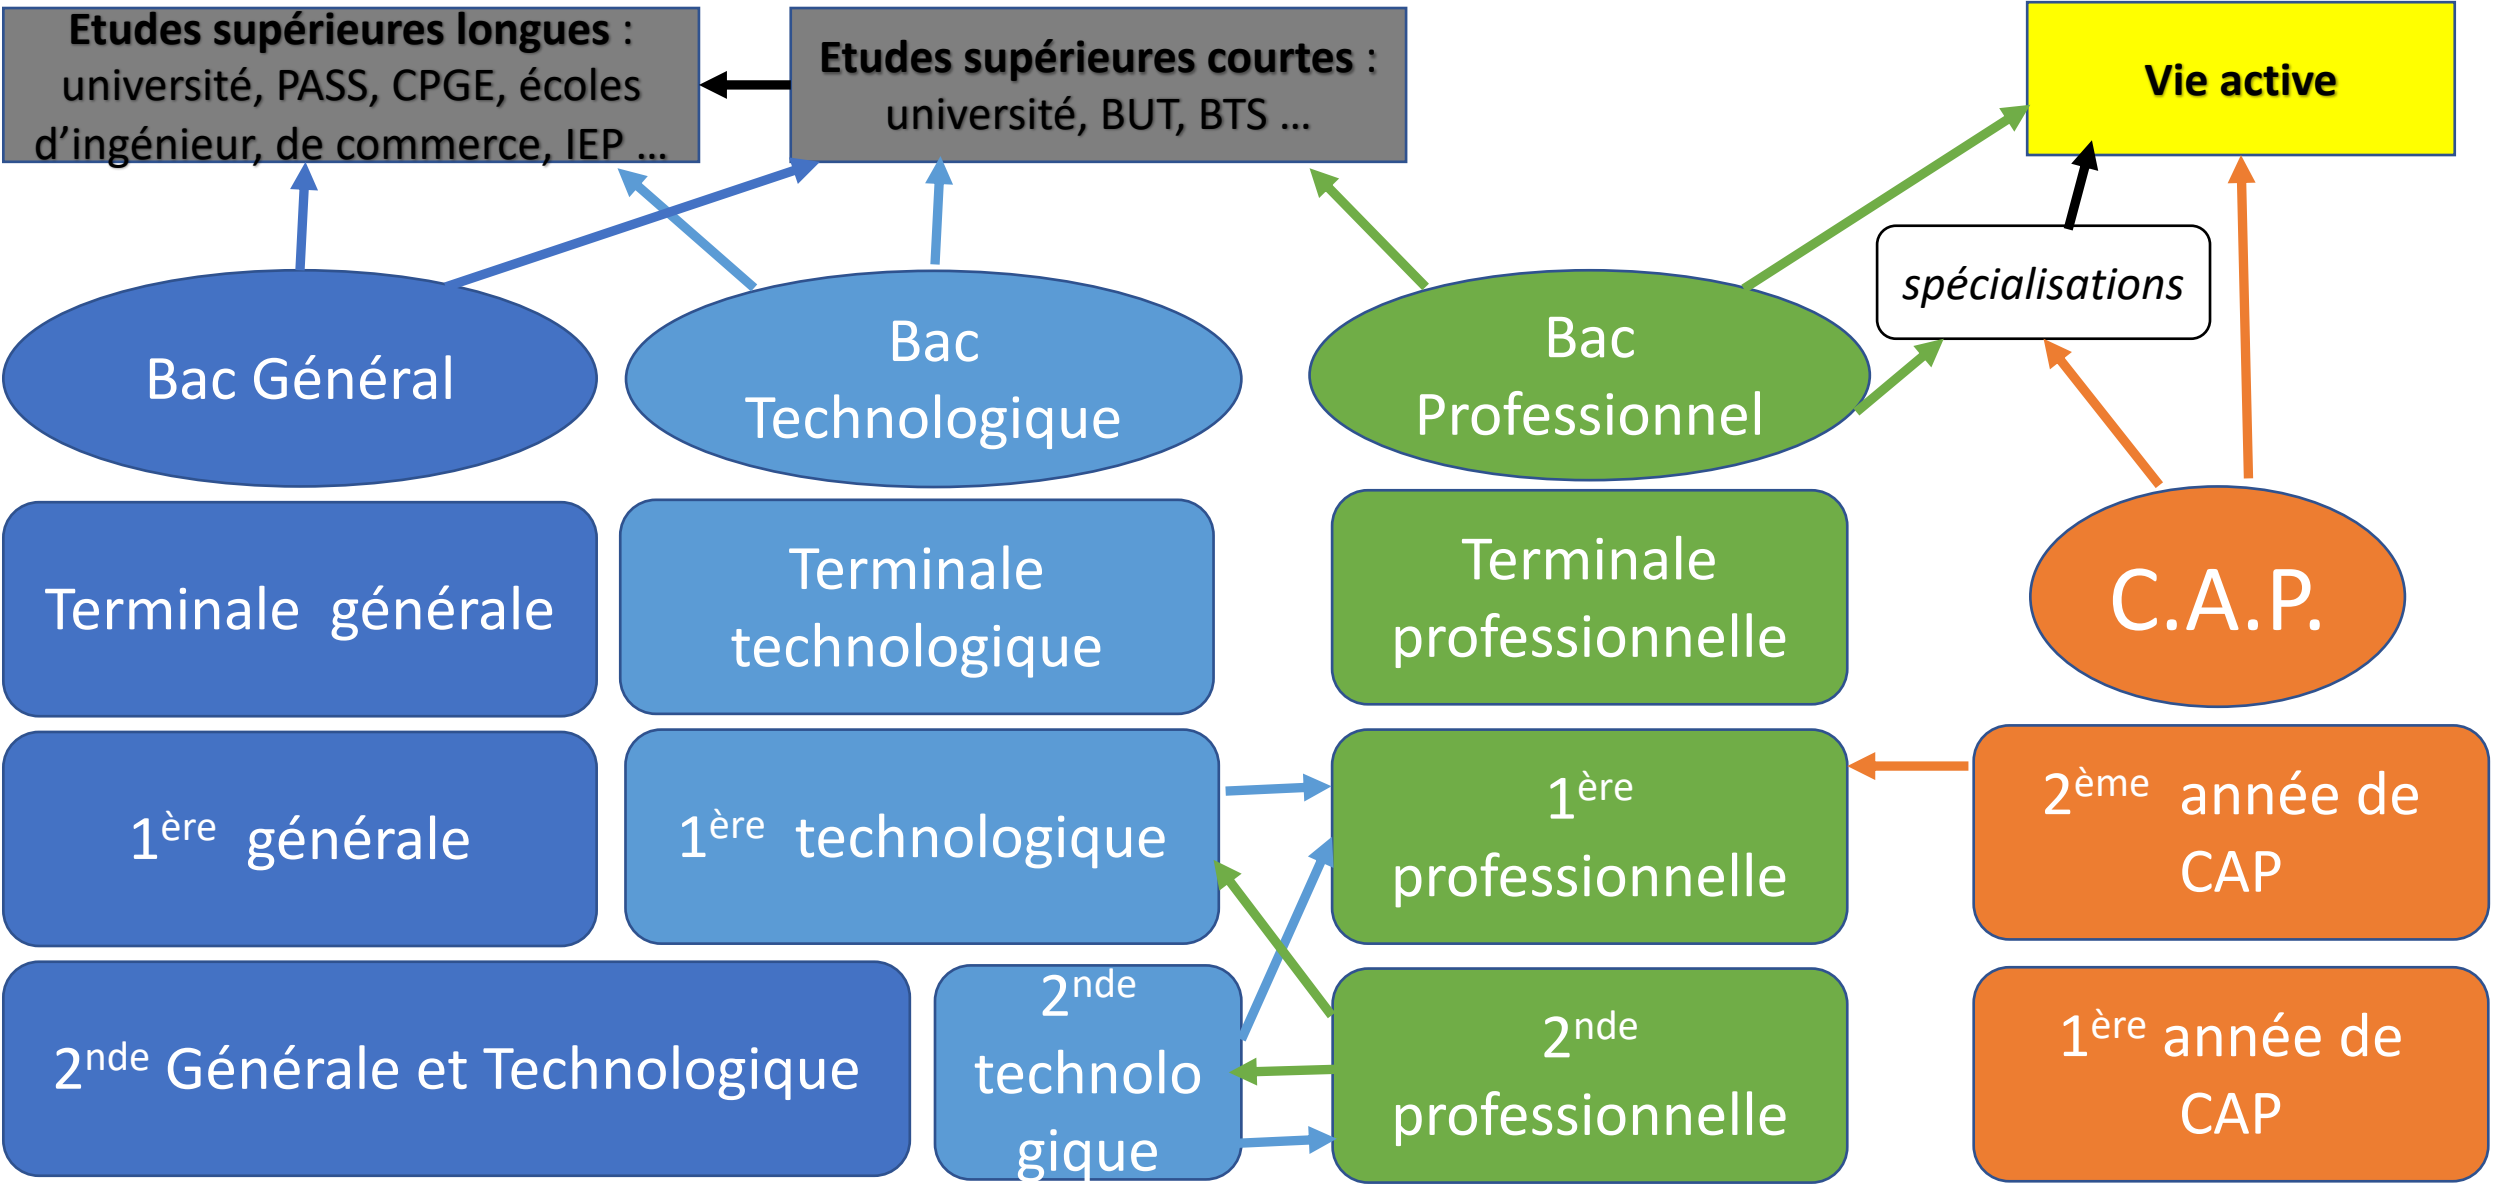 Etudes supérieures longues :
université, PASS, CPGE, écoles
d’ingénieur, de commerce, IEP ...
Etudes supérieures courtes :
université, BUT, BTS ...
Vie active
spécialisations
Bac Général
Bac
Technologique
Bac
Professionnel
C.A.P.
Terminale générale
Terminale
technologique
Terminale
professionnelle
1ère générale
1ère technologique
1ère
professionnelle
2ème année de
CAP
2nde Générale et Technologique
2nde
technolo
gique
2nde
professionnelle
1ère année de
CAP